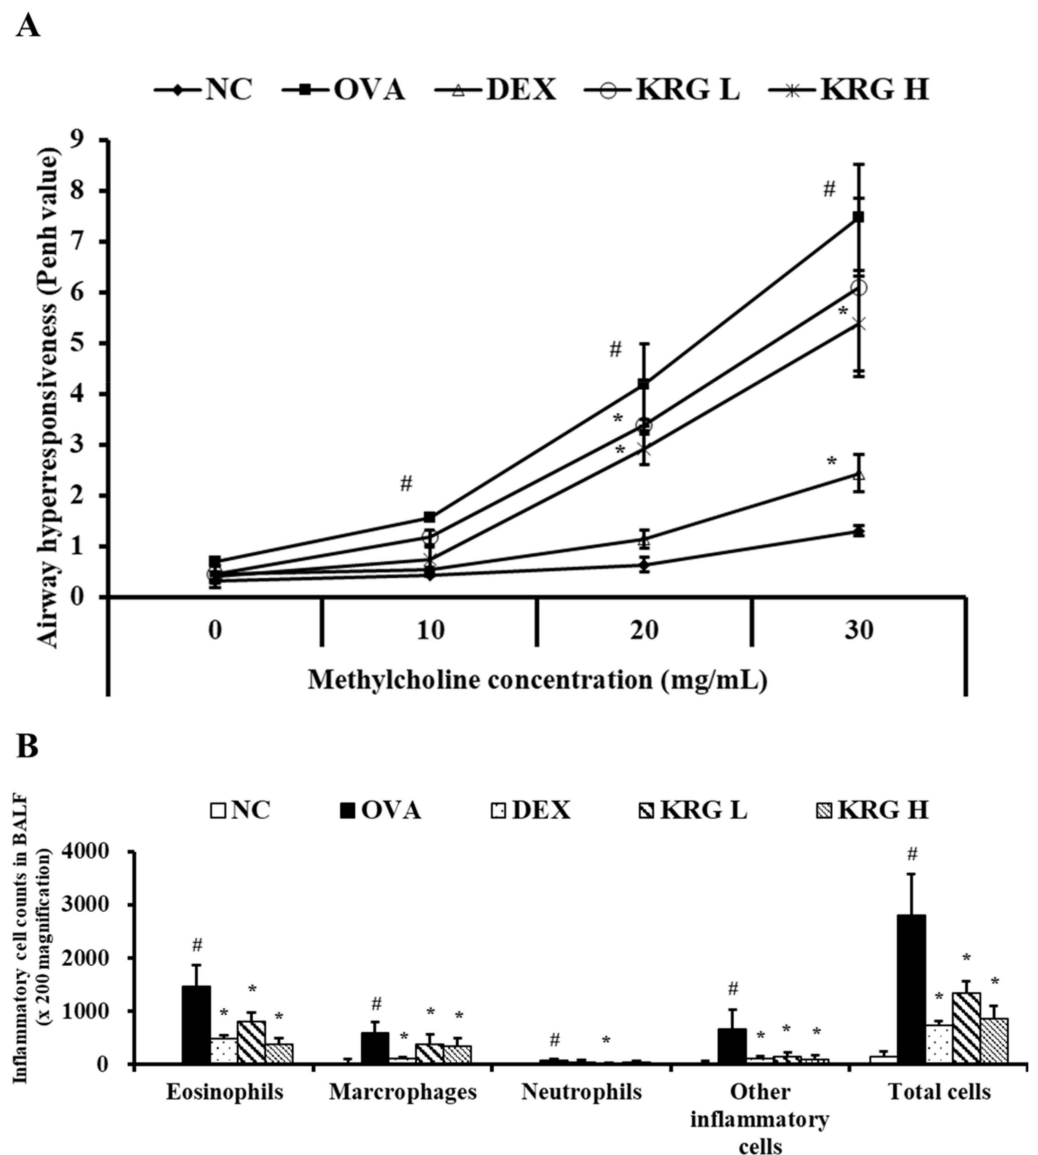 A
NC OVA DEX KRG L KRG H
Airway hyperresponsiveness (Penh value)
9
8
7
6
5
4
3
2
1
0
#
#
#
*
*
*
*
0 10 20 30
Methylcholine concentration (mg/mL)
B
NC OVA DEX KRG L KRG H
Inflammatory cell counts in BALF
(x 200 magnification)
4000
3000
2000
1000
0
# * * *
# * * *
# *
# * * *
# * * *
Eosinophils Marcrophages Neutrophils Other Total cells
inflammatory
cells